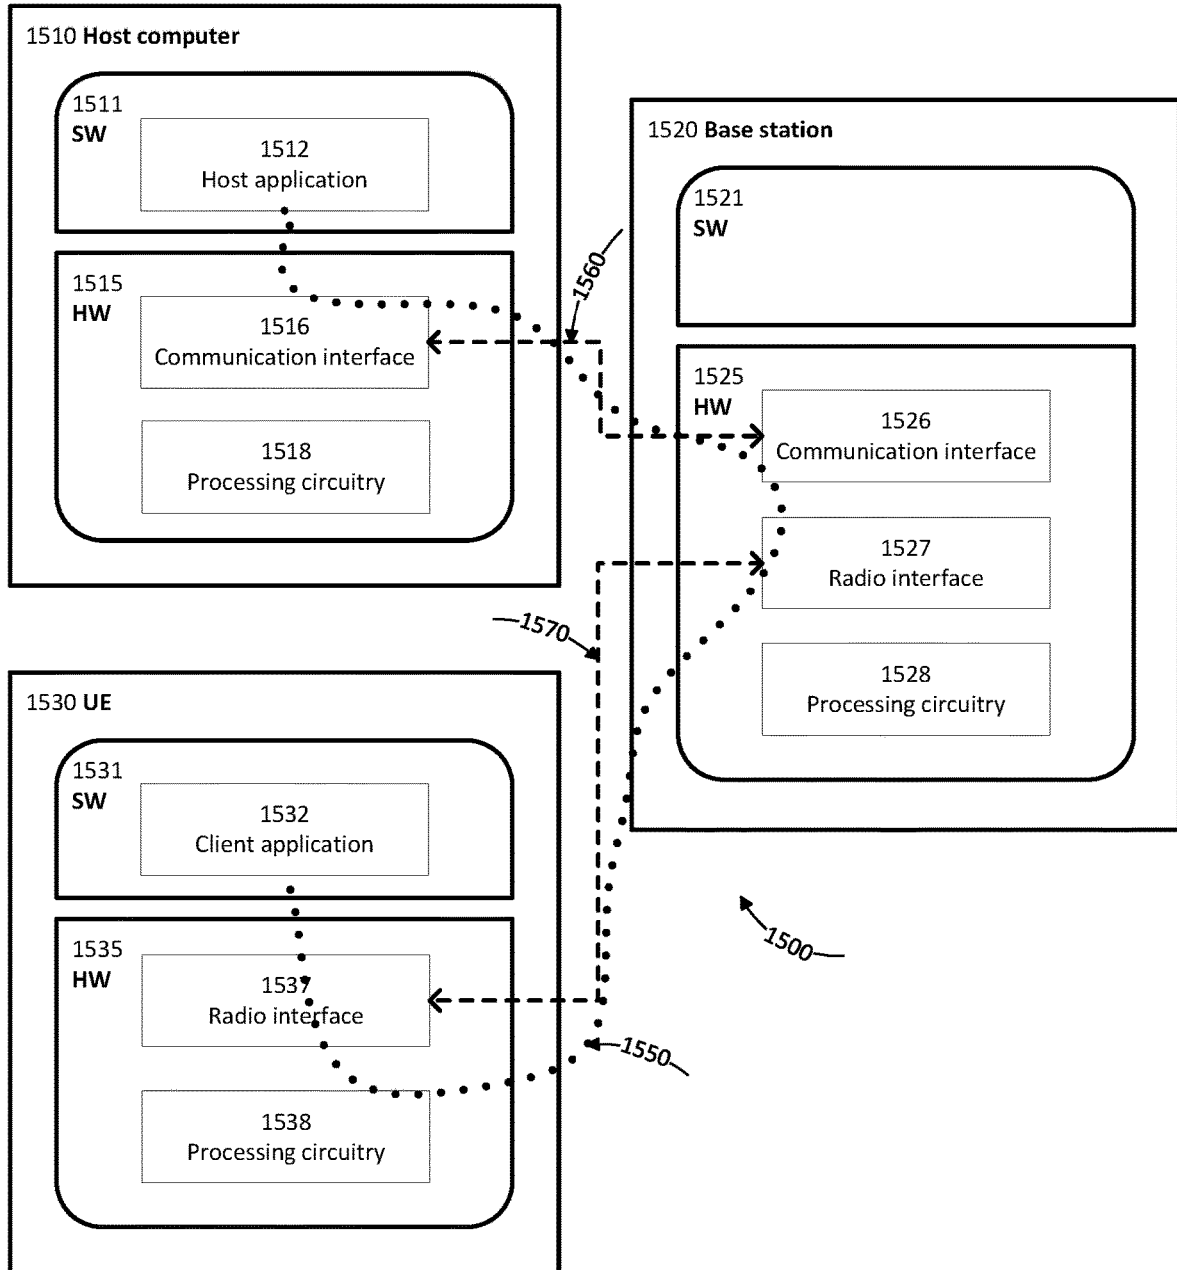 1510 Host computer
1511
SW
1512
Host application
1515
HW
1516
Communication interface
1518
Processing circuitry
1560
1520 Base station
1521
SW
1525
HW
1526
Communication interface
1527
Radio interface
1528
Processing circuitry
1570
1530 UE
1531
SW
1532
Client application
1535
HW
1537
Radio interface
1538
Processing circuitry
1500
1550